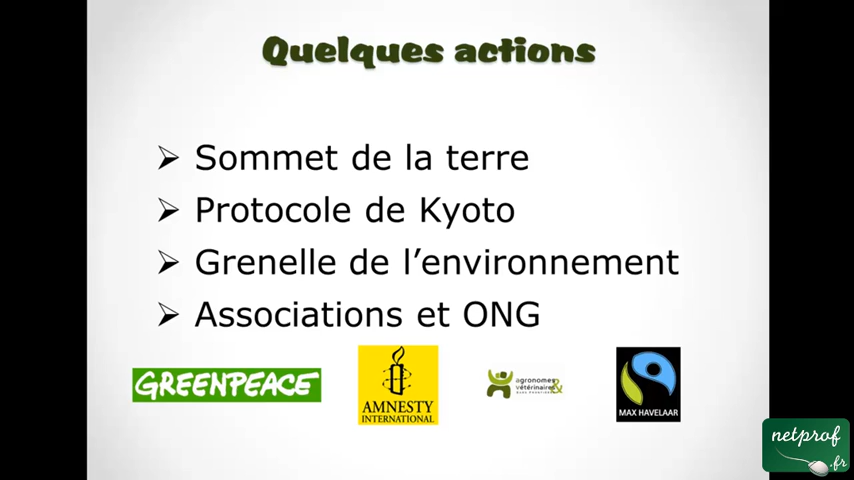 Quelques actions
➢ Sommet de la terre
➢ Protocole de Kyoto
➢ Grenelle de l’environnement
➢ Associations et ONG
GREENPEACE
AMNESTY
INTERNATIONAL
agronomes &
vétérinaires
MAX HAVELAAR
netprof
.fr